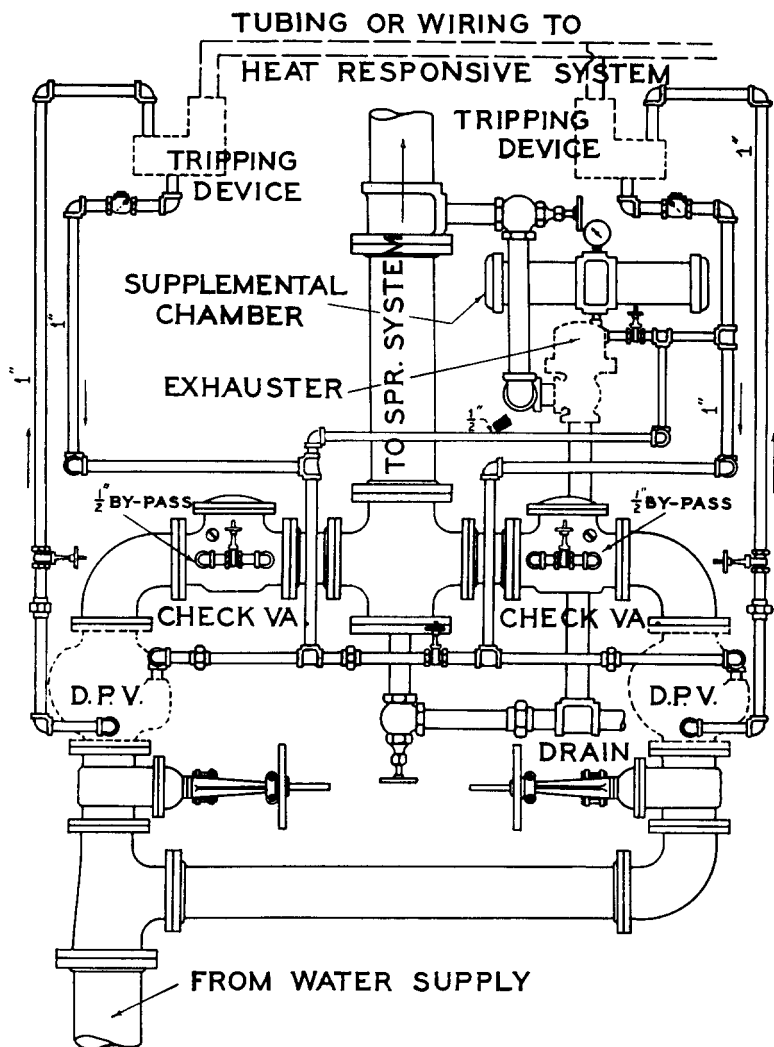 TUBING OR WIRING TO
HEAT RESPONSIVE SYSTEM
TRIPPING
DEVICE
TRIPPING
DEVICE
1"
1"
SUPPLEMENTAL
CHAMBER
TO SPR. SYSTEM
EXHAUSTER
1"
1"
1/2"
1"
1/2" BY-PASS
1/2" BY-PASS
CHECK VA.
CHECK VA.
D.P.V.
D.P.V.
DRAIN
FROM WATER SUPPLY